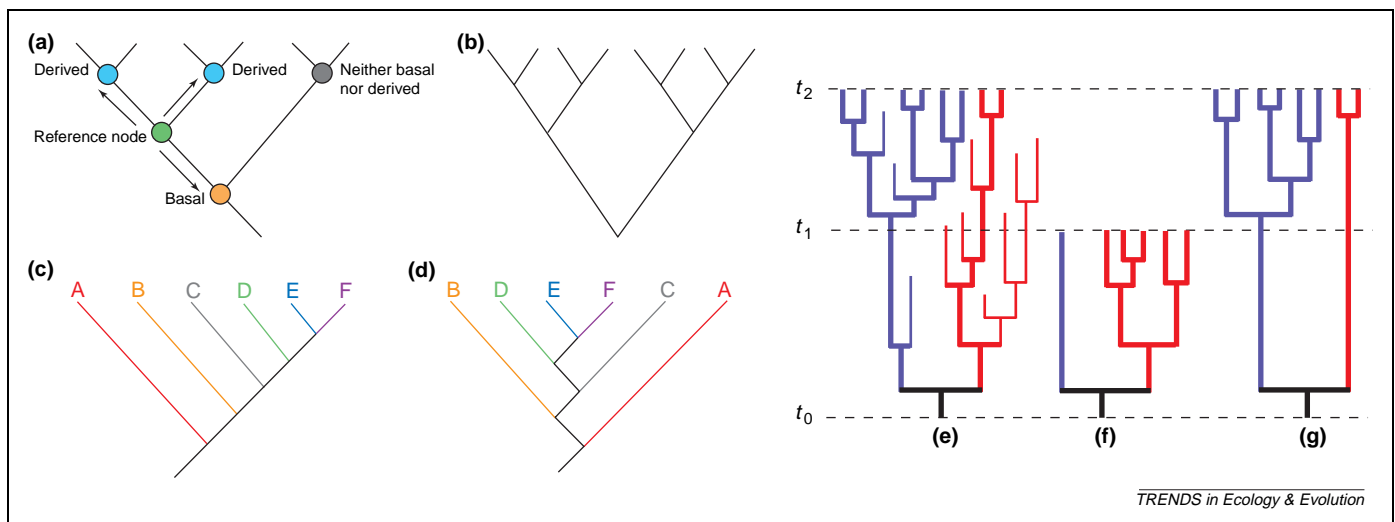 (a)
Derived
Derived
Neither basal
nor derived
Reference node
Basal
(b)
(c)
A B C D E F
(d)
B D E F C A
t2
t1
t0
(e) (f) (g)
TRENDS in Ecology & Evolution